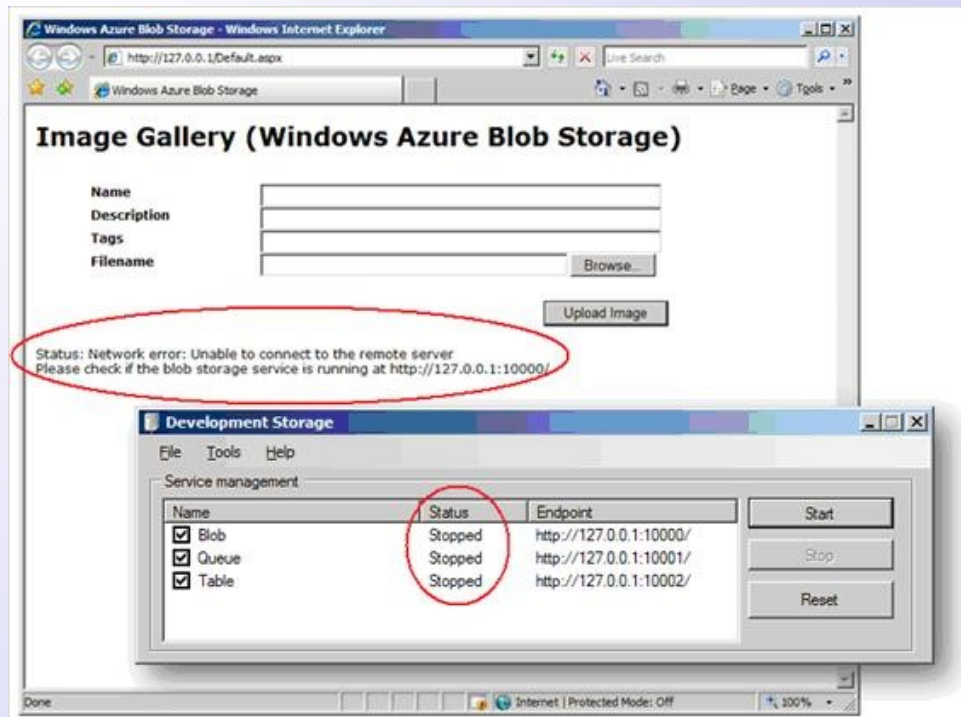 Windows Azure Blob Storage - Windows Internet Explorer
http://127.0.0.1/Default.aspx
Live Search
Windows Azure Blob Storage
Page
Tools
Image Gallery (Windows Azure Blob Storage)
Name
Description
Tags
Filename
Browse...
Upload Image
Status: Network error: Unable to connect to the remote server
Please check if the blob storage service is running at http://127.0.0.1:10000/
Development Storage
File Tools Help
Service management
Name Status Endpoint
Blob Stopped http://127.0.0.1:10000/
Queue Stopped http://127.0.0.1:10001/
Table Stopped http://127.0.0.1:10002/
Start
Stop
Reset
Done
Internet | Protected Mode: Off
100%